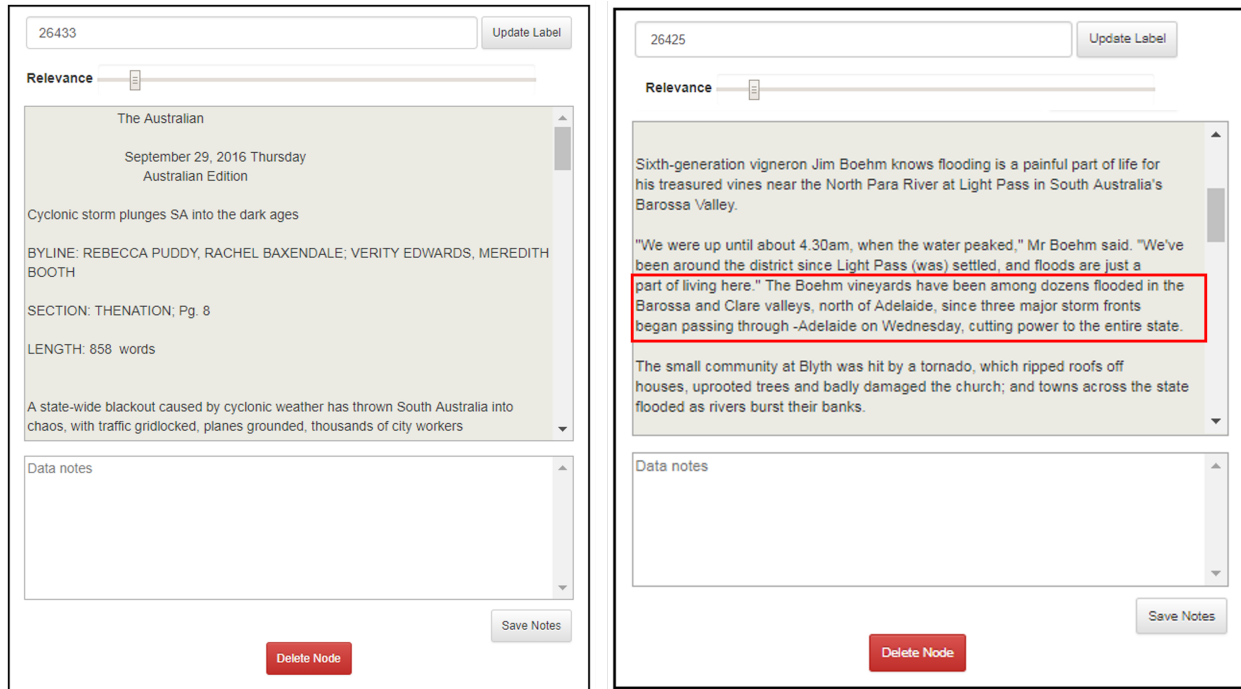 26433
Update Label
Relevance
The Australian
September 29, 2016 Thursday
Australian Edition
Cyclonic storm plunges SA into the dark ages
BYLINE: REBECCA PUDDY, RACHEL BAXENDALE; VERITY EDWARDS, MEREDITH
BOOTH
SECTION: THENATION; Pg. 8
LENGTH: 858 words
A state-wide blackout caused by cyclonic weather has thrown South Australia into
chaos, with traffic gridlocked, planes grounded, thousands of city workers
Data notes
Save Notes
Delete Node
26425
Update Label
Relevance
Sixth-generation vigneron Jim Boehm knows flooding is a painful part of life for
his treasured vines near the North Para River at Light Pass in South Australia's
Barossa Valley.
"We were up until about 4.30am, when the water peaked," Mr Boehm said. "We've
been around the district since Light Pass (was) settled, and floods are just a
part of living here." The Boehm vineyards have been among dozens flooded in the
Barossa and Clare valleys, north of Adelaide, since three major storm fronts
began passing through -Adelaide on Wednesday, cutting power to the entire state.
The small community at Blyth was hit by a tornado, which ripped roofs off
houses, uprooted trees and badly damaged the church; and towns across the state
flooded as rivers burst their banks.
Data notes
Save Notes
Delete Node